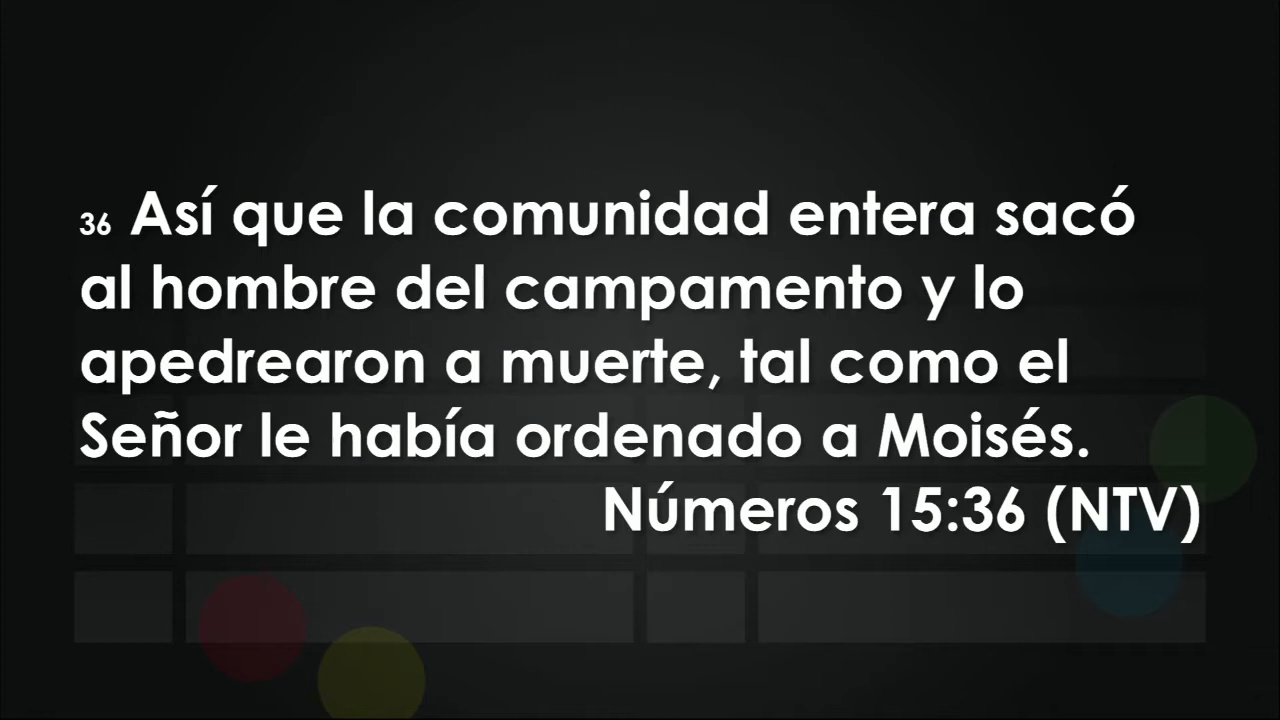 36 Así que la comunidad entera sacó
al hombre del campamento y lo
apedrearon a muerte, tal como el
Señor le había ordenado a Moisés.
Números 15:36 (NTV)